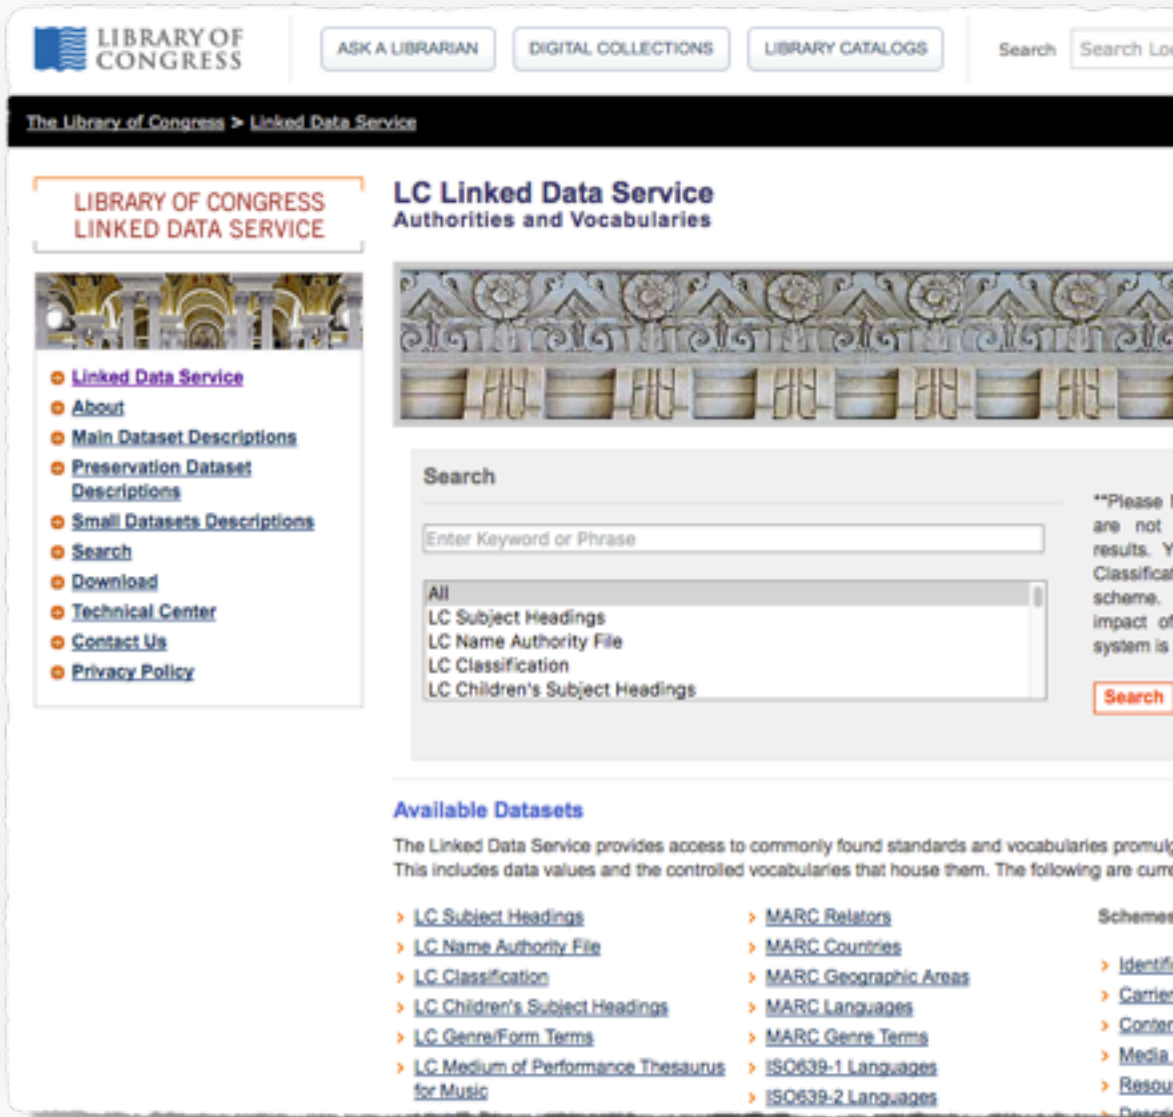 LIBRARY OF
CONGRESS
ASK A LIBRARIAN
DIGITAL COLLECTIONS
LIBRARY CATALOGS
Search
Search
The Library of Congress > Linked Data Service
LIBRARY OF CONGRESS
LINKED DATA SERVICE
Linked Data Service
About
Main Dataset Descriptions
Preservation Dataset
Descriptions
Small Datasets Descriptions
Search
Download
Technical Center
Contact Us
Privacy Policy
LC Linked Data Service
Authorities and Vocabularies
Search
Enter Keyword or Phrase
All
LC Subject Headings
LC Name Authority File
LC Classification
LC Children's Subject Headings
**Please
are not
results.
scheme.
impact of
system is
Search
Available Datasets
The Linked Data Service provides access to commonly found standards and vocabularies
This includes data values and the controlled vocabularies that house them. The following are
LC Subject Headings
LC Name Authority File
LC Classification
LC Children's Subject Headings
LC Genre/Form Terms
LC Medium of Performance Thesaurus
for Music
MARC Relators
MARC Countries
MARC Geographic Areas
MARC Languages
MARC Genre Terms
ISO639-1 Languages
ISO639-2 Languages
Schemes
Media